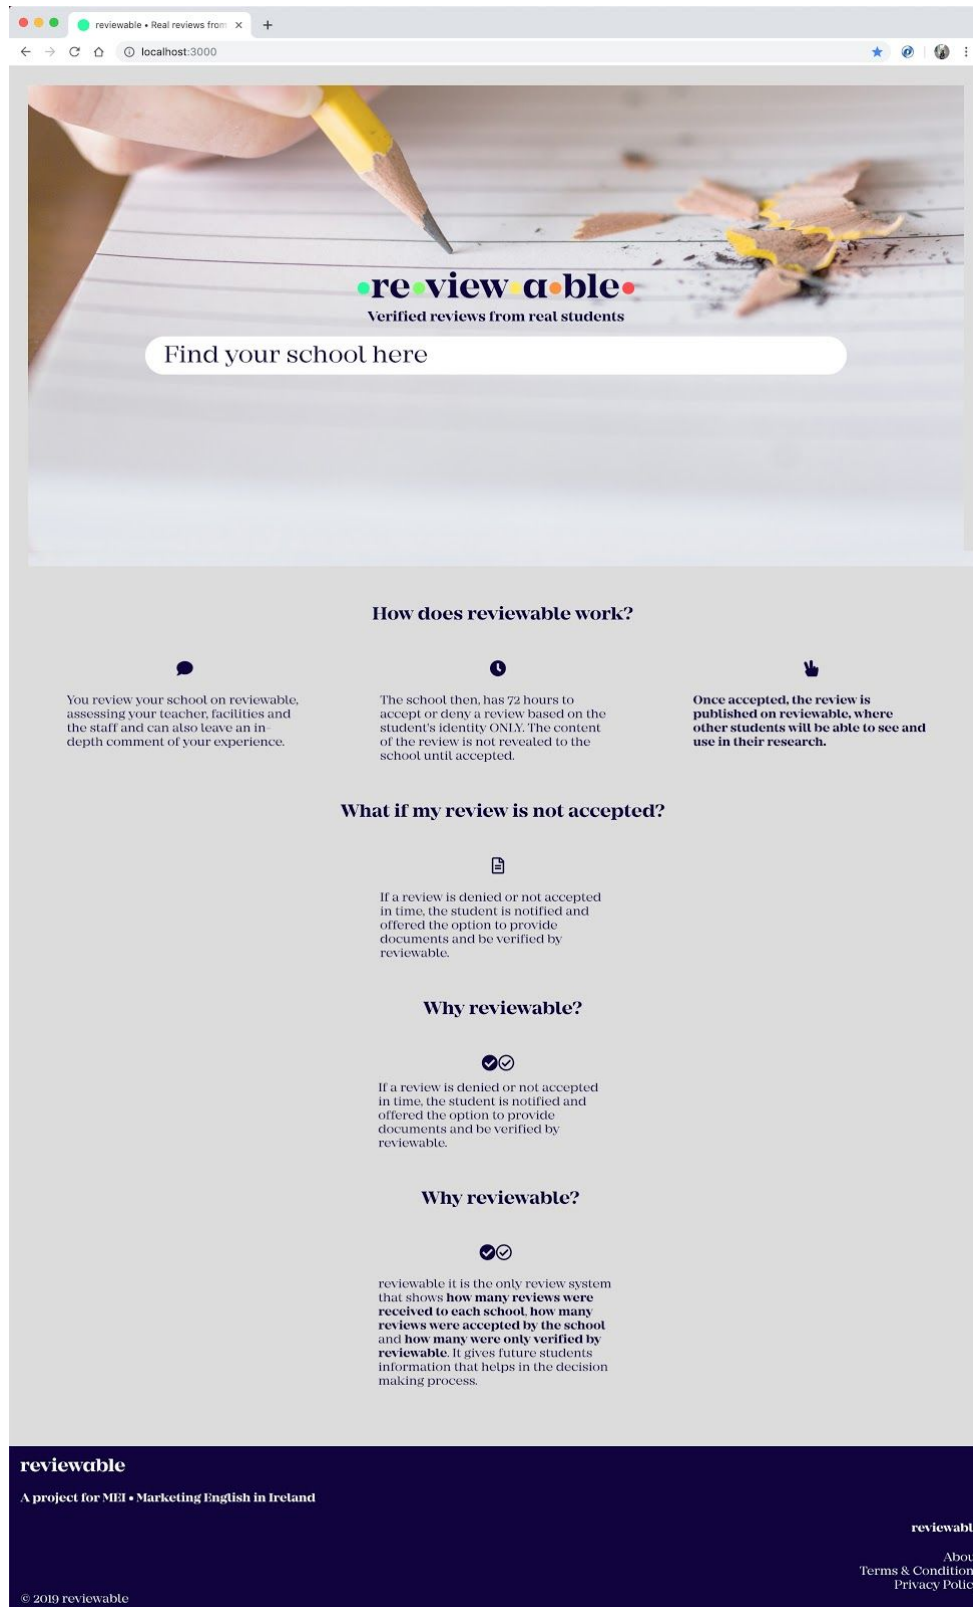 reviewable • Real reviews from
localhost:3000
•re•view•a•ble•
Verified reviews from real students
Find your school here
How does reviewable work?
You review your school on reviewable,
assessing your teacher, facilities and
the staff and can also leave an in-
depth comment of your experience.
The school then, has 72 hours to
accept or deny a review based on the
student's identity ONLY. The content
of the review is not revealed to the
school until accepted.
Once accepted, the review is
published on reviewable, where
other students will be able to see and
use in their research.
What if my review is not accepted?
If a review is denied or not accepted
in time, the student is notified and
offered the option to provide
documents and be verified by
reviewable.
Why reviewable?
If a review is denied or not accepted
in time, the student is notified and
offered the option to provide
documents and be verified by
reviewable.
Why reviewable?
reviewable it is the only review system
that shows how many reviews were
received to each school, how many
reviews were accepted by the school
and how many were only verified by
reviewable. It gives future students
information that helps in the decision
making process.
reviewable
A project for MEI • Marketing English in Ireland
reviewabl
Abou
Terms & Condition
Privacy Polic
© 2019 reviewable